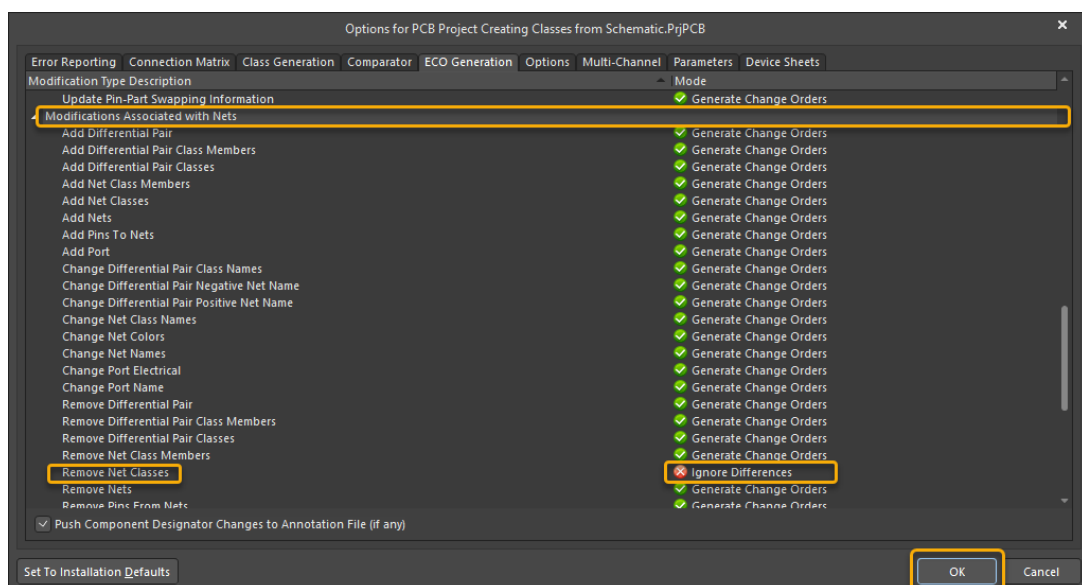 Options for PCB Project Creating Classes from Schematic.PrjPCB
Error Reporting Connection Matrix Class Generation Comparator ECO Generation Options Multi-Channel Parameters Device Sheets
Modification Type Description Mode
Update Pin-Part Swapping Information Generate Change Orders
Modifications Associated with Nets
Add Differential Pair Generate Change Orders
Add Differential Pair Class Members Generate Change Orders
Add Differential Pair Classes Generate Change Orders
Add Net Class Members Generate Change Orders
Add Net Classes Generate Change Orders
Add Nets Generate Change Orders
Add Pins To Nets Generate Change Orders
Add Port Generate Change Orders
Change Differential Pair Class Names Generate Change Orders
Change Differential Pair Negative Net Name Generate Change Orders
Change Differential Pair Positive Net Name Generate Change Orders
Change Net Class Names Generate Change Orders
Change Net Colors Generate Change Orders
Change Net Names Generate Change Orders
Change Port Electrical Generate Change Orders
Change Port Name Generate Change Orders
Remove Differential Pair Generate Change Orders
Remove Differential Pair Class Members Generate Change Orders
Remove Differential Pair Classes Generate Change Orders
Remove Net Class Members Generate Change Orders
Remove Net Classes Ignore Differences
Remove Nets Generate Change Orders
Remove Pins From Nets Generate Change Orders
Push Component Designator Changes to Annotation File (if any)
Set To Installation Defaults OK Cancel